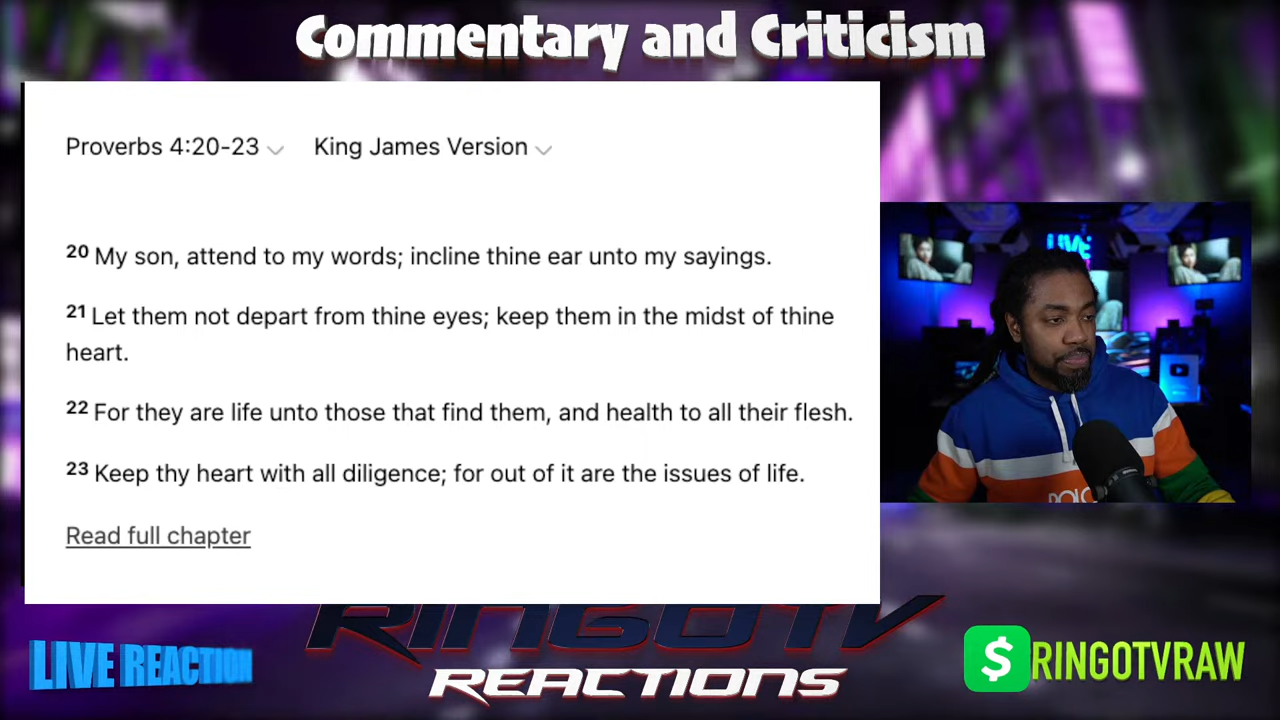 Commentary and Criticism
Proverbs 4:20-23 King James Version
20 My son, attend to my words; incline thine ear unto my sayings.
21 Let them not depart from thine eyes; keep them in the midst of thine
heart.
22 For they are life unto those that find them, and health to all their flesh.
23 Keep thy heart with all diligence; for out of it are the issues of life.
Read full chapter
LIVE
POLO
RINGOTV
REACTIONS
LIVE REACTION
$RINGOTVRAW